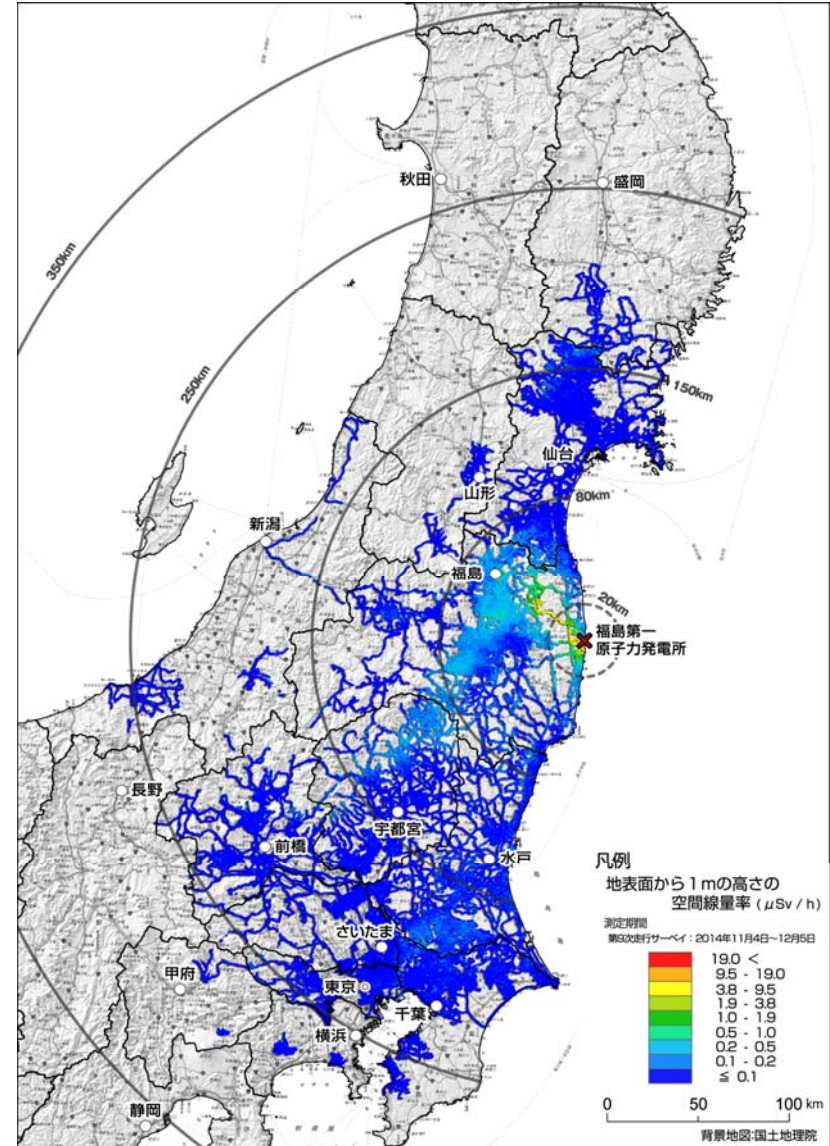 350km
250km
150km
80km
20km
秋田
盛岡
仙台
山形
新潟
福島
福島第一
原子力発電所
長野
前橋
宇都宮
水戸
さいたま
甲府
東京
千葉
横浜
静岡
凡例
地表面から1mの高さの
空間線量率 (μSv / h)
測定期間
第9次走行サーベイ:2014年11月4日~12月5日
19.0 <
9.5 - 19.0
3.8 - 9.5
1.9 - 3.8
1.0 - 1.9
0.5 - 1.0
0.2 - 0.5
0.1 - 0.2
≦ 0.1
0 50 100 km
背景地図:国土地理院